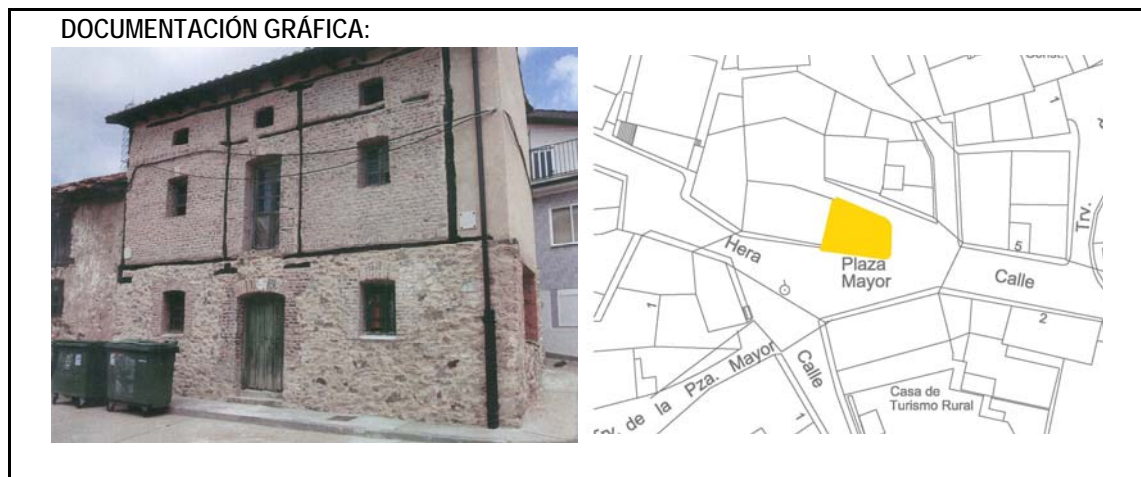 DOCUMENTACIÓN GRÁFICA:
Const.
1
Trv.
5
Hera
Plaza
Mayor
Calle
1
2
Trv. de la Pza. Mayor
Calle
Casa de
Turismo Rural
1